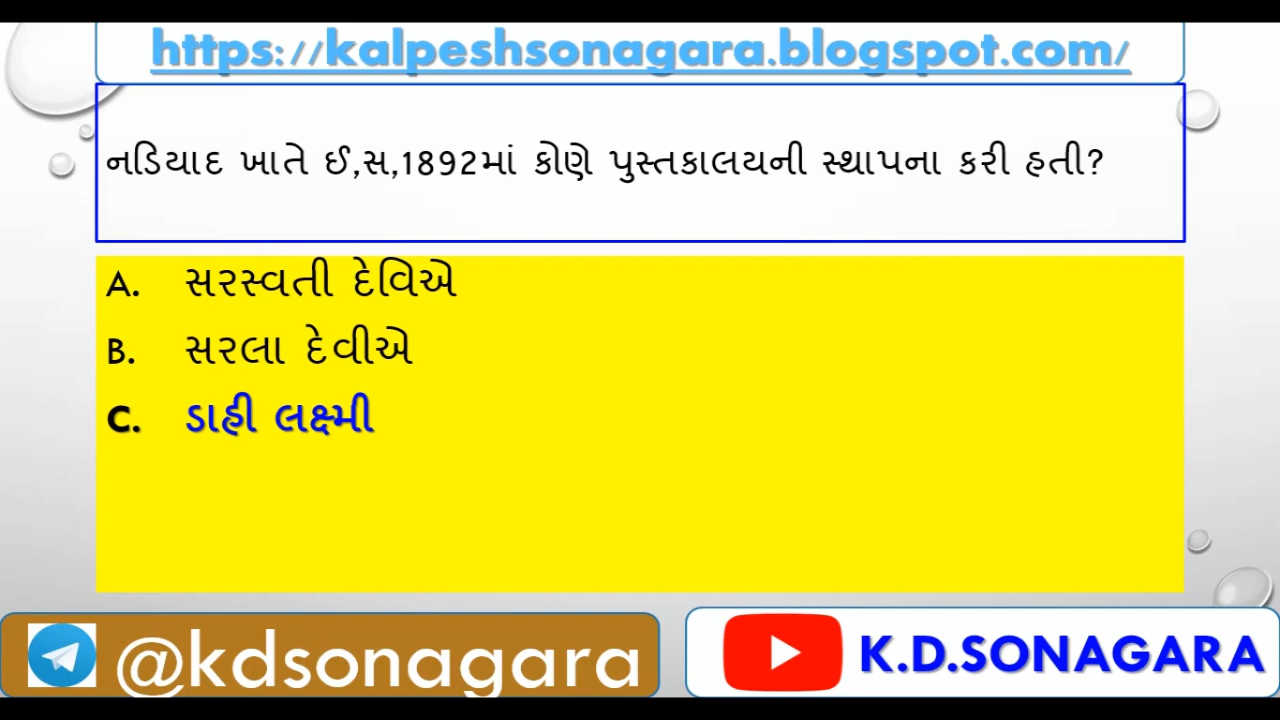 https://kalpeshsonagara.blogspot.com/
નડિયાદ ખાતે ઈ,સ,1892માં કોણે પુસ્તકાલયની સ્થાપના કરી હતી?
A. સરસ્વતી દેવિએ
B. સરલા દેવીએ
C. ડાહી લક્ષ્મી
@kdsonagara
K.D.SONAGARA